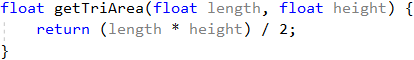 float getTriArea(float length, float height) {
    return (length * height) / 2;
}